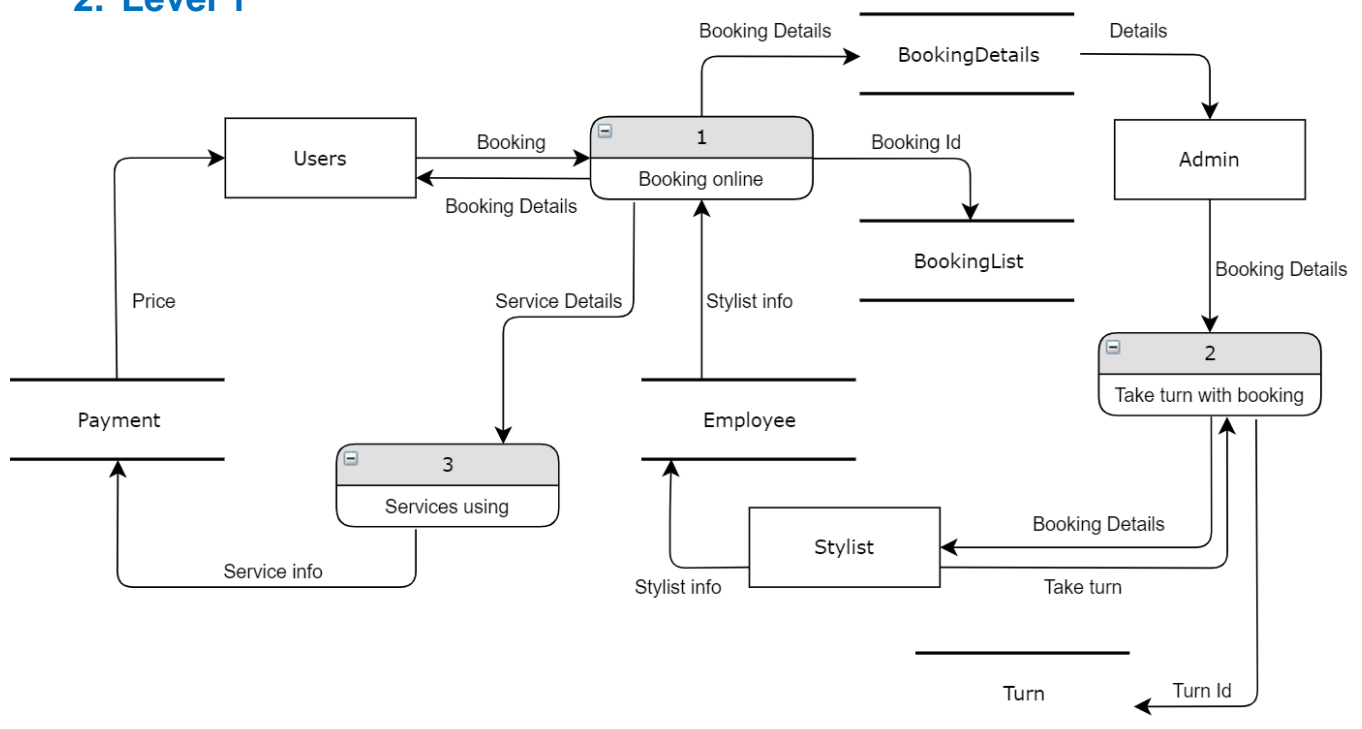 2. Level 1
Booking Details
BookingDetails
Details
Users
Booking
Booking Details
1
Booking online
Booking Id
Admin
BookingList
Booking Details
Price
Service Details
Stylist info
2
Take turn with booking
Payment
Employee
3
Services using
Service info
Stylist
Stylist info
Booking Details
Take turn
Turn
Turn Id